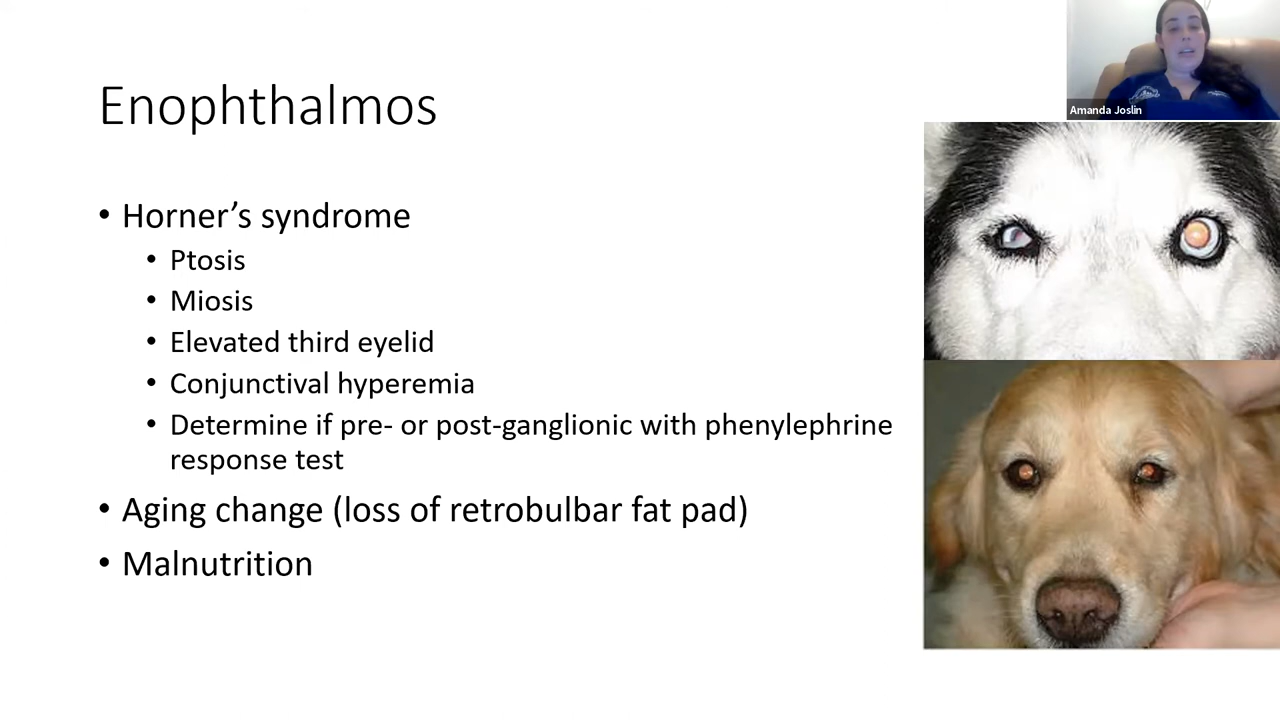 Amanda Joslin
Enophthalmos
• Horner’s syndrome
• Ptosis
• Miosis
• Elevated third eyelid
• Conjunctival hyperemia
• Determine if pre- or post-ganglionic with phenylephrine
response test
• Aging change (loss of retrobulbar fat pad)
• Malnutrition